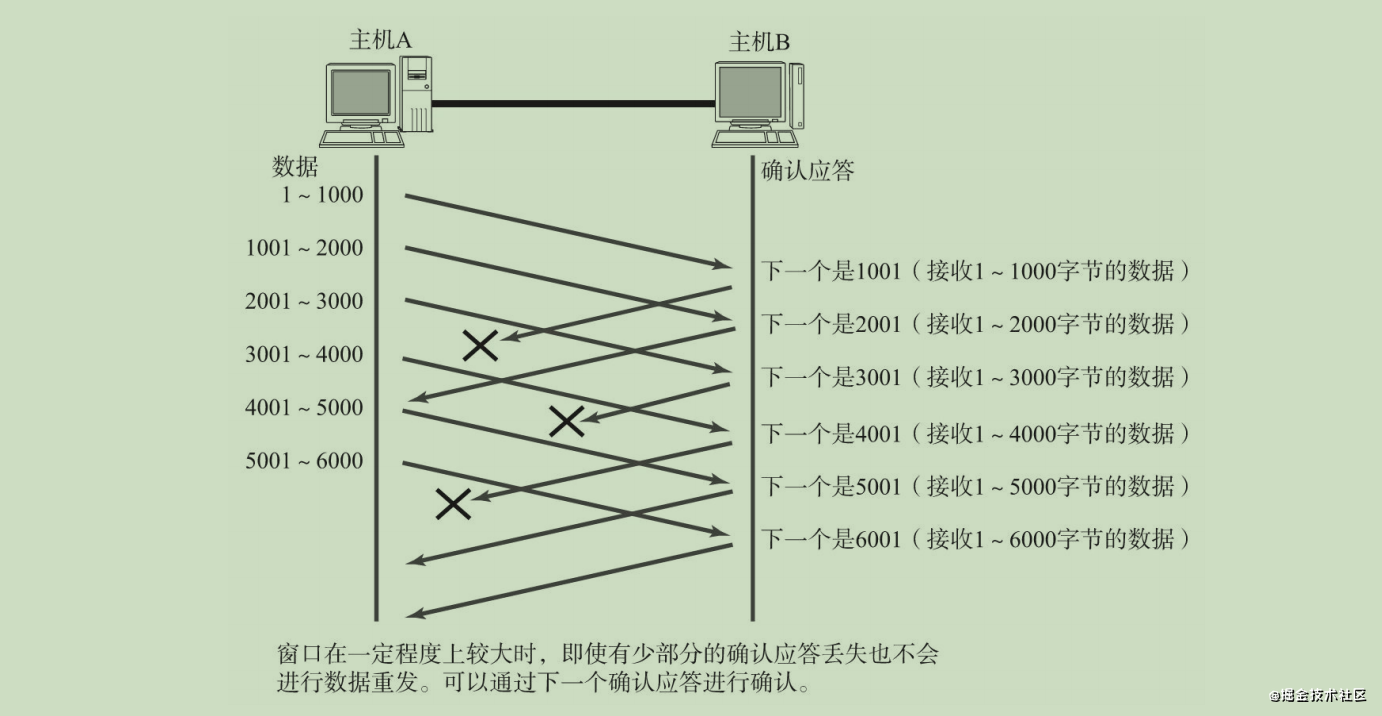 主机A
主机B
数据
确认应答
1~1000
1001~2000
2001~3000
3001~4000
4001~5000
5001~6000
下一个是1001（接收1~1000字节的数据）
下一个是2001（接收1~2000字节的数据）
下一个是3001（接收1~3000字节的数据）
下一个是4001（接收1~4000字节的数据）
下一个是5001（接收1~5000字节的数据）
下一个是6001（接收1~6000字节的数据）
窗口在一定程度上较大时，即使有少部分的确认应答丢失也不会
进行数据重发。可以通过下一个确认应答进行确认。
@掘金技术社区